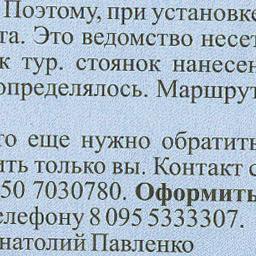 Поэтому, при установке
та. Это ведомство несет
к тур. стоянок нанесен
определялось. Маршрут
го еще нужно обратить
ить только вы. Контакт с
50 7030780. Оформить
елефону 8 095 5333307.
натолий Павленко